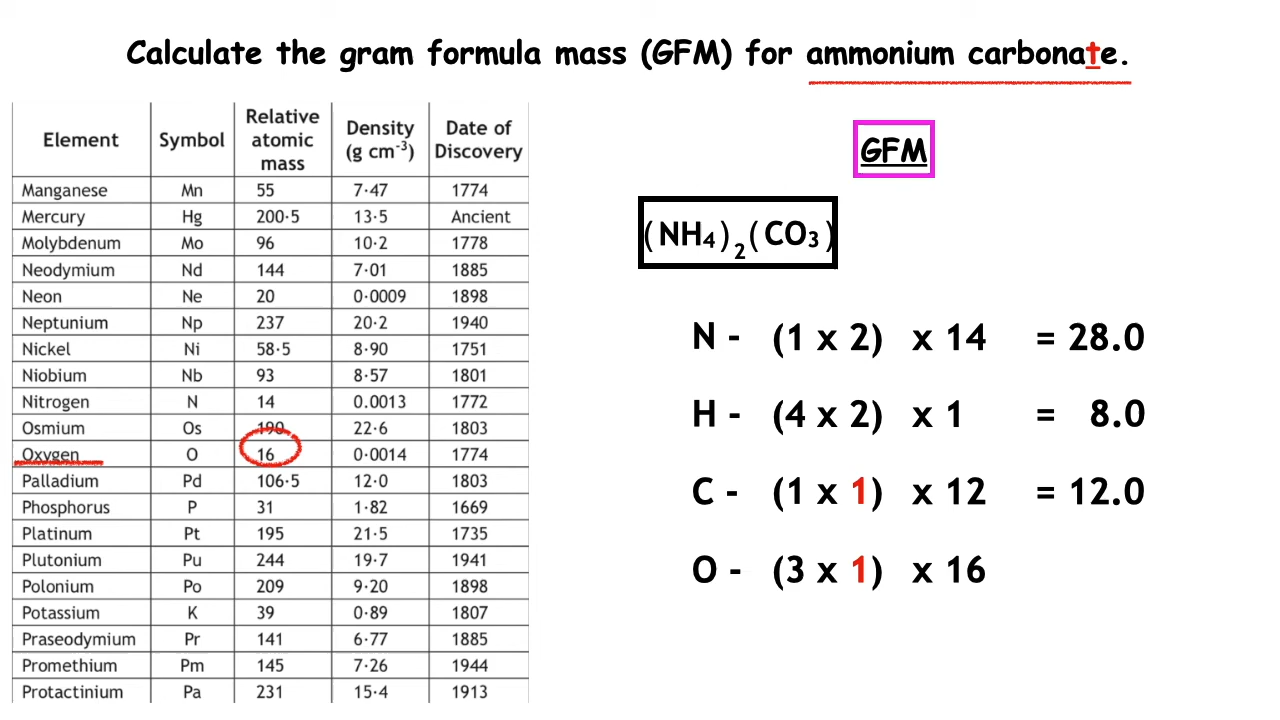 Calculate the gram formula mass (GFM) for ammonium carbonate.
Element Symbol Relative atomic mass Density (g cm⁻³) Date of Discovery
Manganese Mn 55 7·47 1774
Mercury Hg 200·5 13·5 Ancient
Molybdenum Mo 96 10·2 1778
Neodymium Nd 144 7·01 1885
Neon Ne 20 0·0009 1898
Neptunium Np 237 20·2 1940
Nickel Ni 58·5 8·90 1751
Niobium Nb 93 8·57 1801
Nitrogen N 14 0.0013 1772
Osmium Os 190 22·6 1803
Oxygen O 16 0·0014 1774
Palladium Pd 106·5 12·0 1803
Phosphorus P 31 1·82 1669
Platinum Pt 195 21·5 1735
Plutonium Pu 244 19·7 1941
Polonium Po 209 9·20 1898
Potassium K 39 0·89 1807
Praseodymium Pr 141 6·77 1885
Promethium Pm 145 7·26 1944
Protactinium Pa 231 15·4 1913
GFM
(NH₄)₂(CO₃)
N - (1 x 2) x 14 = 28.0
H - (4 x 2) x 1 = 8.0
C - (1 x 1) x 12 = 12.0
O - (3 x 1) x 16